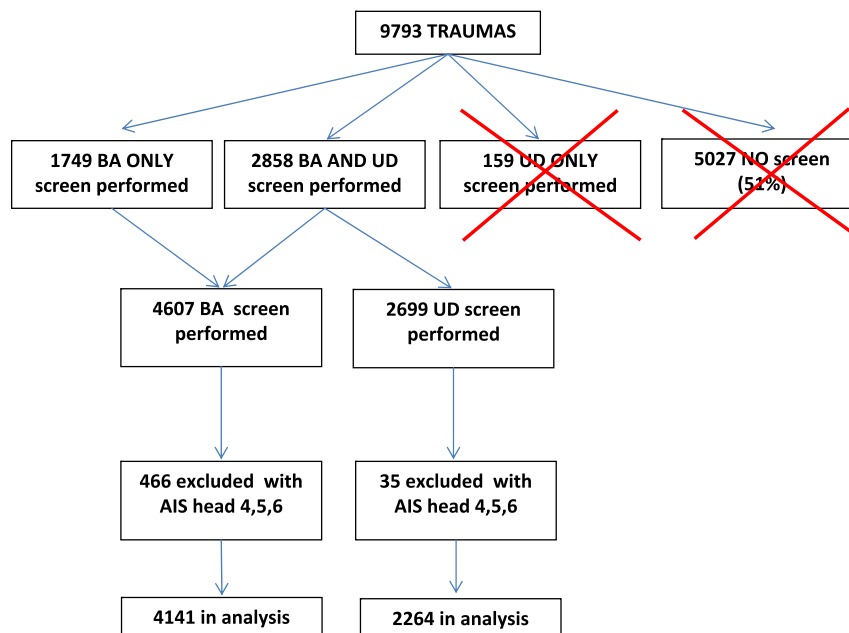 9793 TRAUMAS
1749 BA ONLY
screen performed
2858 BA AND UD
screen performed
159 UD ONLY
screen performed
5027 NO screen
(51%)
4607 BA screen
performed
2699 UD screen
performed
466 excluded with
AIS head 4,5,6
35 excluded with
AIS head 4,5,6
4141 in analysis
2264 in analysis